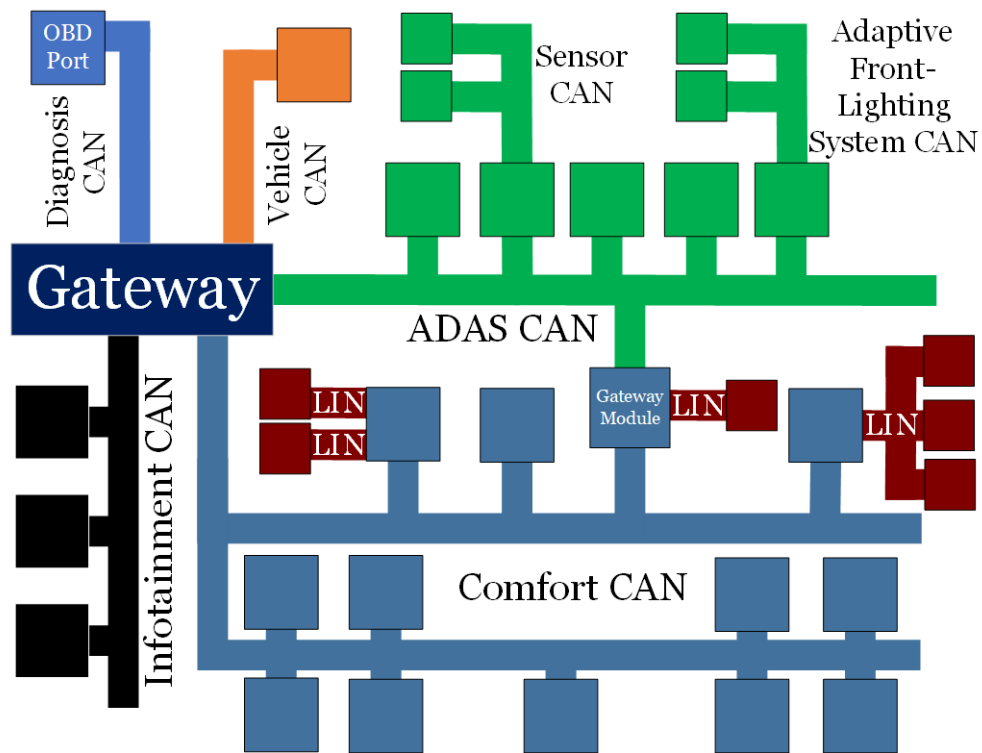 OBD
Port
Diagnosis
CAN
Vehicle
CAN
Sensor
CAN
Adaptive
Front-
Lighting
System CAN
Gateway
ADAS CAN
Infotainment CAN
LIN
LIN
Gateway
Module
LIN
LIN
Comfort CAN